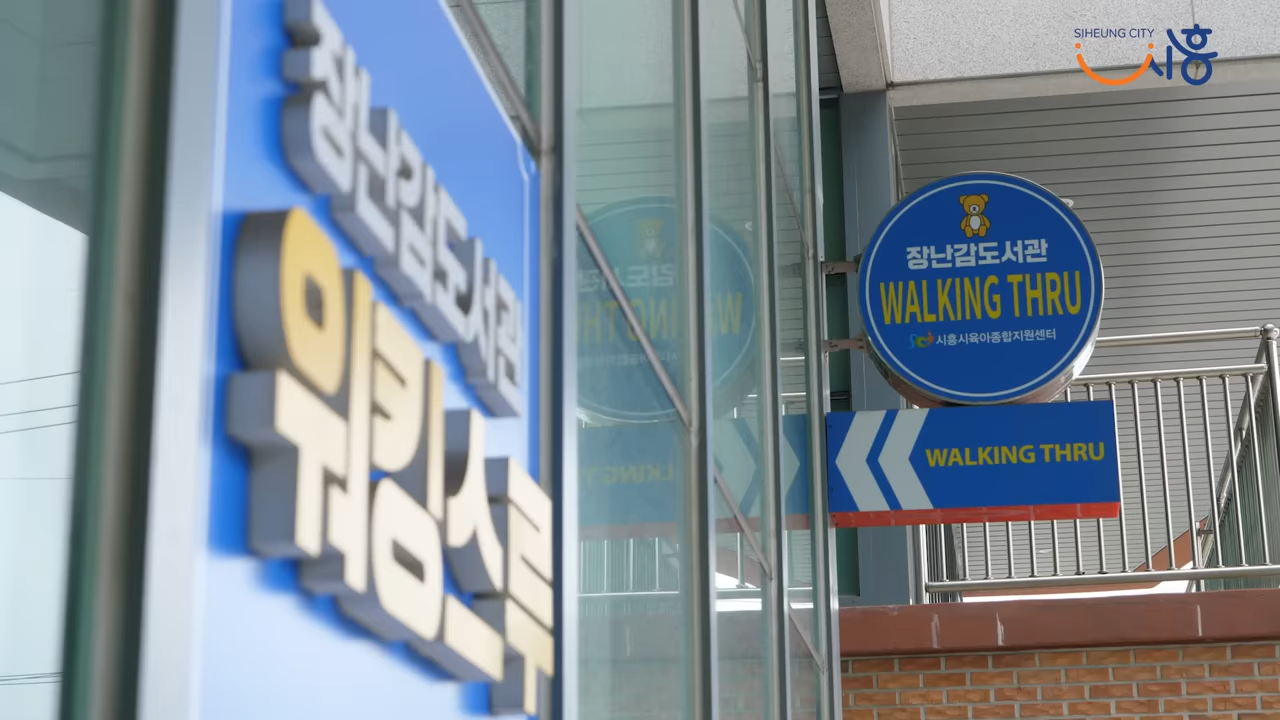 장난감도서관
워킹스루
SIHEUNG CITY
시흥
장난감도서관
WALKING THRU
시흥시육아종합지원센터
WALKING THRU